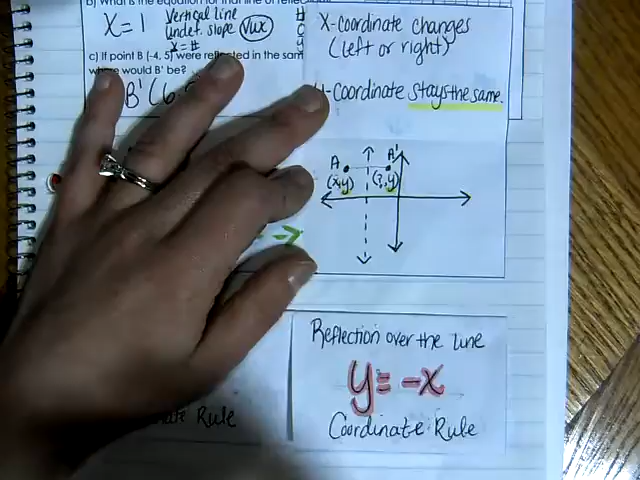 b) What is the equation for that line of refle
X = 1
Vertical line
Undef. slope
VUX
X = #
c) If point B (-4, 5) were reflected in the sam
where would B' be?
B' (6,
X-Coordinate changes
(left or right)
Y-Coordinate stays the same.
A
A'
(x,y)
(?,y)
Reflection over the line
y = -x
Coordinate Rule
Rule